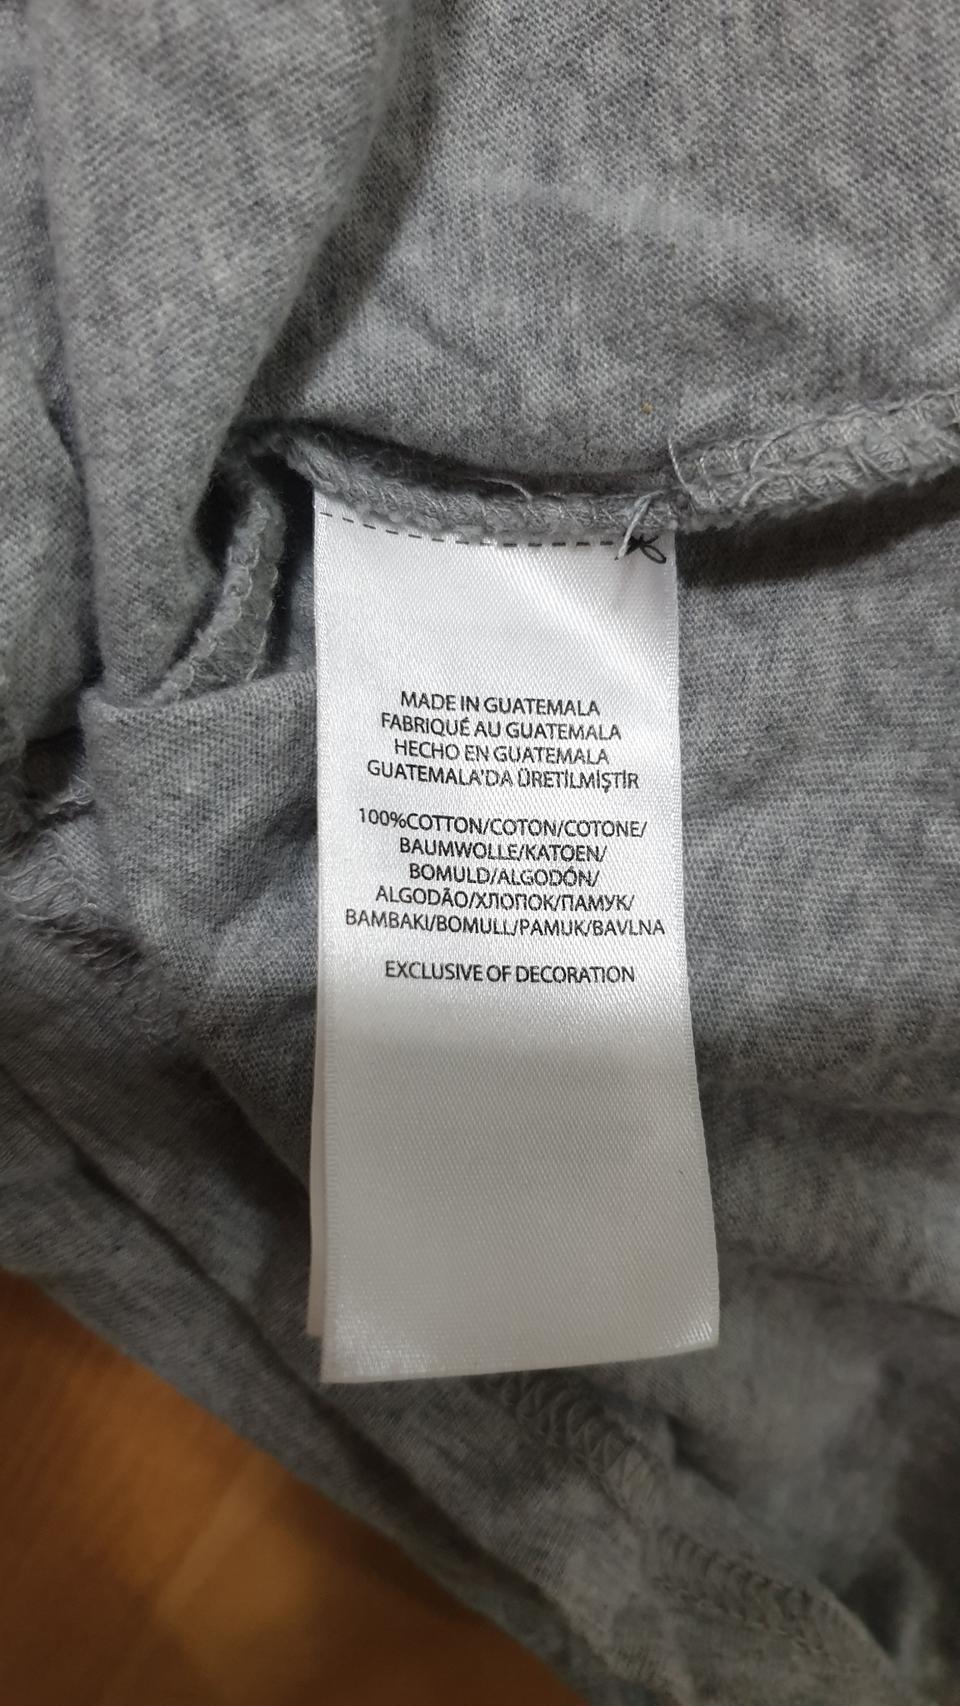 MADE IN GUATEMALA
FABRIQUÉ AU GUATEMALA
HECHO EN GUATEMALA
GUATEMALA'DA ÜRETİLMİŞTİR
100%COTTON/COTON/COTONE/
BAUMWOLLE/KATOEN/
BOMULD/ALGODÓN/
ALGODÃO/ХЛОПОК/ПАМУК/
BAMBAKI/BOMULL/PAMUK/BAVLNA
EXCLUSIVE OF DECORATION